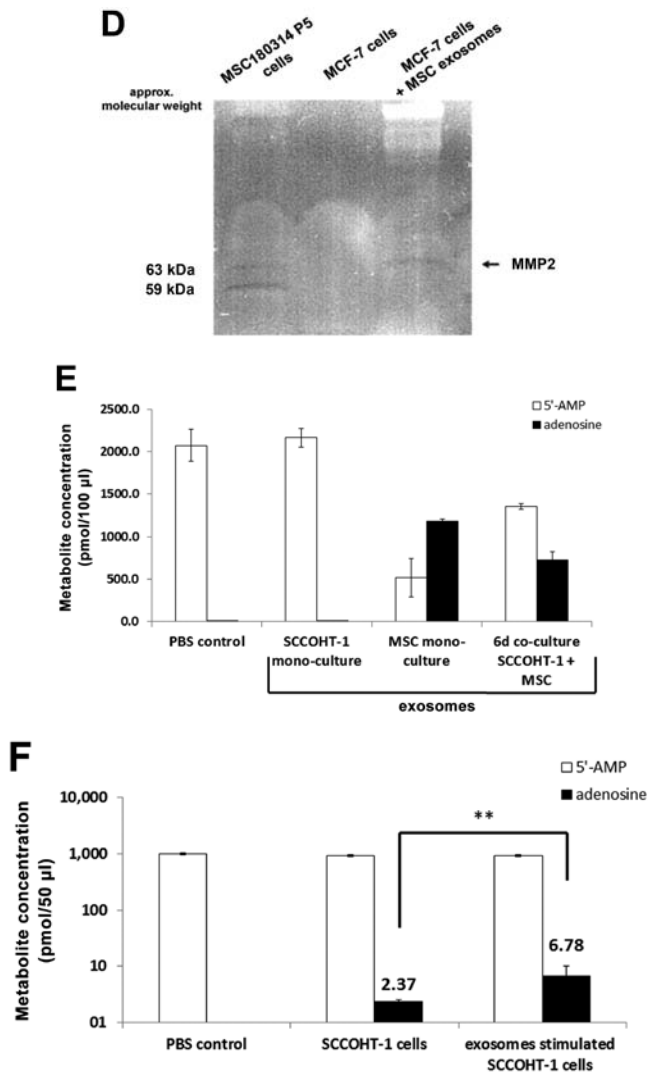 D
MSC180314 P5
cells
MCF-7 cells
MCF-7 cells
+ MSC exosomes
approx.
molecular weight
63 kDa
59 kDa
MMP2
E
5'-AMP
adenosine
Metabolite concentration
(pmol/100 µl)
2500.0
2000.0
1500.0
1000.0
500.0
0.0
PBS control
SCCOHT-1
mono-culture
MSC mono-
culture
6d co-culture
SCCOHT-1 +
MSC
exosomes
F
5'-AMP
adenosine
Metabolite concentration
(pmol/50 µl)
10,000
1,000
100
10
01
**
2.37
6.78
PBS control
SCCOHT-1 cells
exosomes stimulated
SCCOHT-1 cells